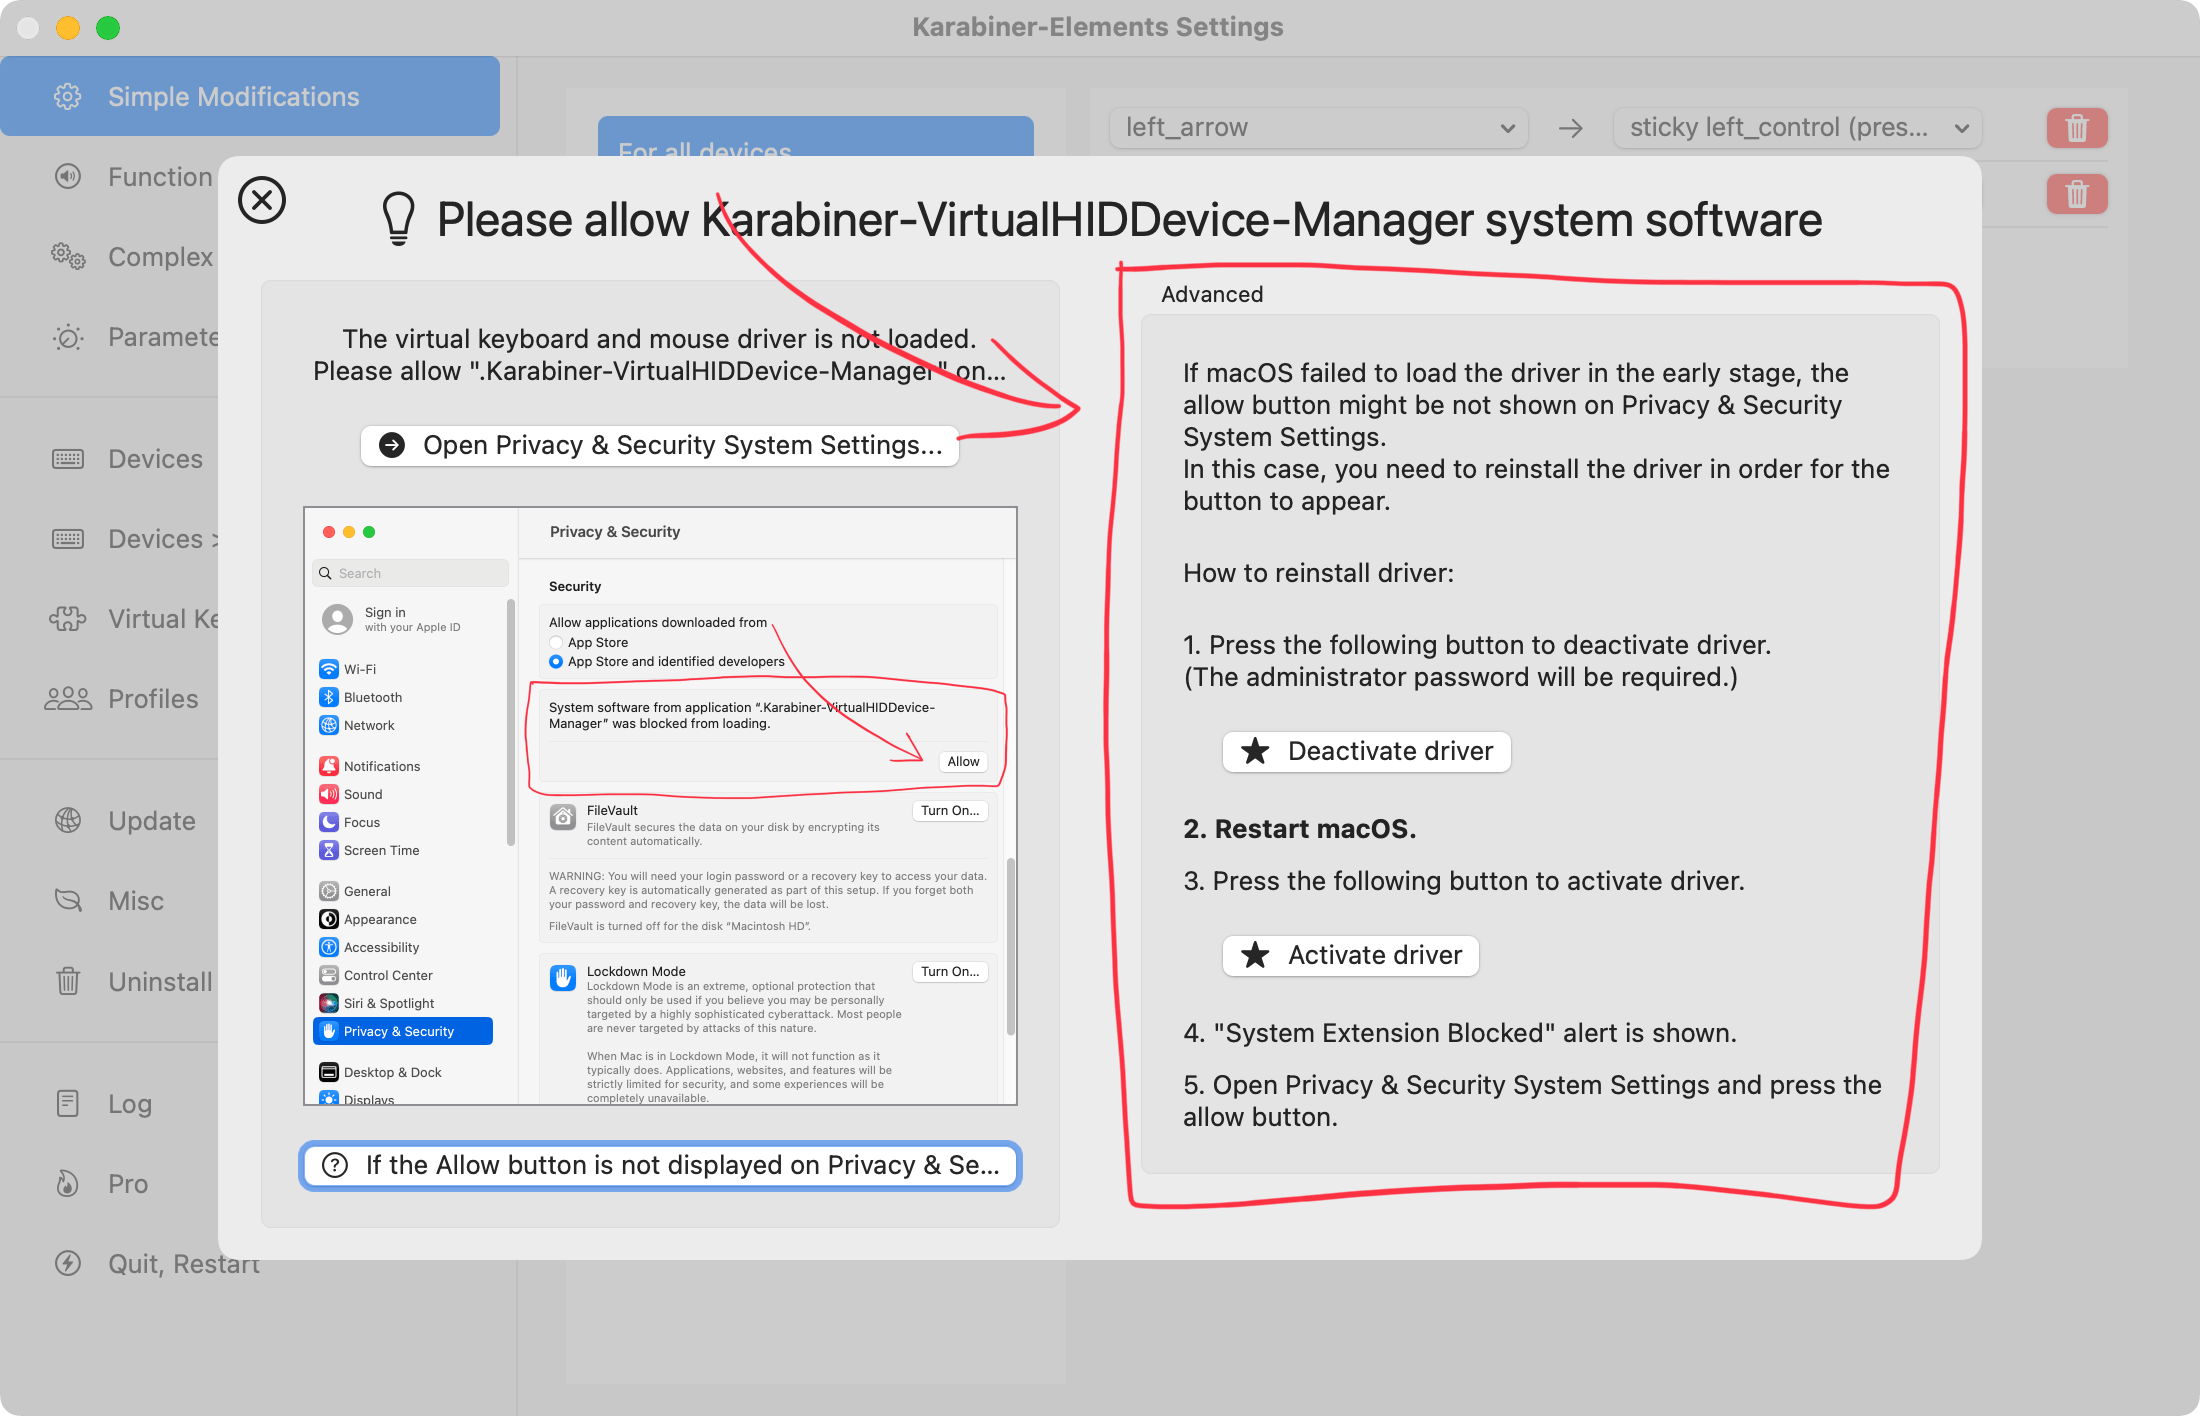 Karabiner-Elements Settings
Simple Modifications
Function
Complex
Paramete
Devices
Devices >
Virtual Ke
Profiles
Update
Misc
Uninstall
Log
Pro
Quit, Restart
For all devices
left_arrow
sticky left_control (pres...
Please allow Karabiner-VirtualHIDDevice-Manager system software
The virtual keyboard and mouse driver is not loaded.
Please allow ".Karabiner-VirtualHIDDevice-Manager" on...
Open Privacy & Security System Settings...
Privacy & Security
Search
Sign in
with your Apple ID
Wi-Fi
Bluetooth
Network
Notifications
Sound
Focus
Screen Time
General
Appearance
Accessibility
Control Center
Siri & Spotlight
Privacy & Security
Desktop & Dock
Displays
Security
Allow applications downloaded from
App Store
App Store and identified developers
System software from application “.Karabiner-VirtualHIDDevice-
Manager” was blocked from loading.
Allow
FileVault
Turn On...
FileVault secures the data on your disk by encrypting its
content automatically.
WARNING: You will need your login password or a recovery key to access your data.
A recovery key is automatically generated as part of this setup. If you forget both
your password and recovery key, the data will be lost.
FileVault is turned off for the disk “Macintosh HD”.
Lockdown Mode
Turn On...
Lockdown Mode is an extreme, optional protection that
should only be used if you believe you may be personally
targeted by a highly sophisticated cyberattack. Most people
are never targeted by attacks of this nature.
When Mac is in Lockdown Mode, it will not function as it
typically does. Applications, websites, and features will be
strictly limited for security, and some experiences will be
completely unavailable.
If the Allow button is not displayed on Privacy & Se...
Advanced
If macOS failed to load the driver in the early stage, the
allow button might be not shown on Privacy & Security
System Settings.
In this case, you need to reinstall the driver in order for the
button to appear.
How to reinstall driver:
1. Press the following button to deactivate driver.
(The administrator password will be required.)
Deactivate driver
2. Restart macOS.
3. Press the following button to activate driver.
Activate driver
4. "System Extension Blocked" alert is shown.
5. Open Privacy & Security System Settings and press the
allow button.